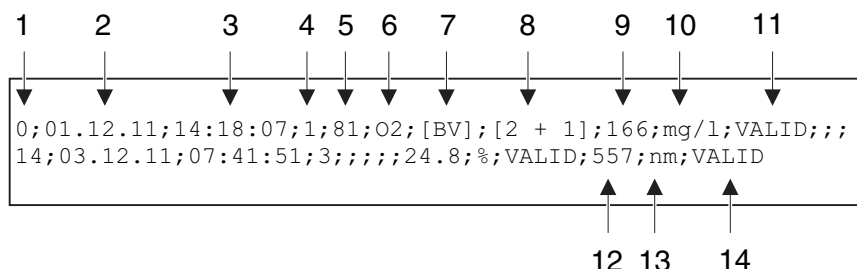 1 2 3 4 5 6 7 8 9 10 11
0;01.12.11;14:18:07;1;81;O2;[BV];[2 + 1];166;mg/l;VALID;;;
14;03.12.11;07:41:51;3;;;;;24.8;%;VALID;557;nm;VALID
12 13 14